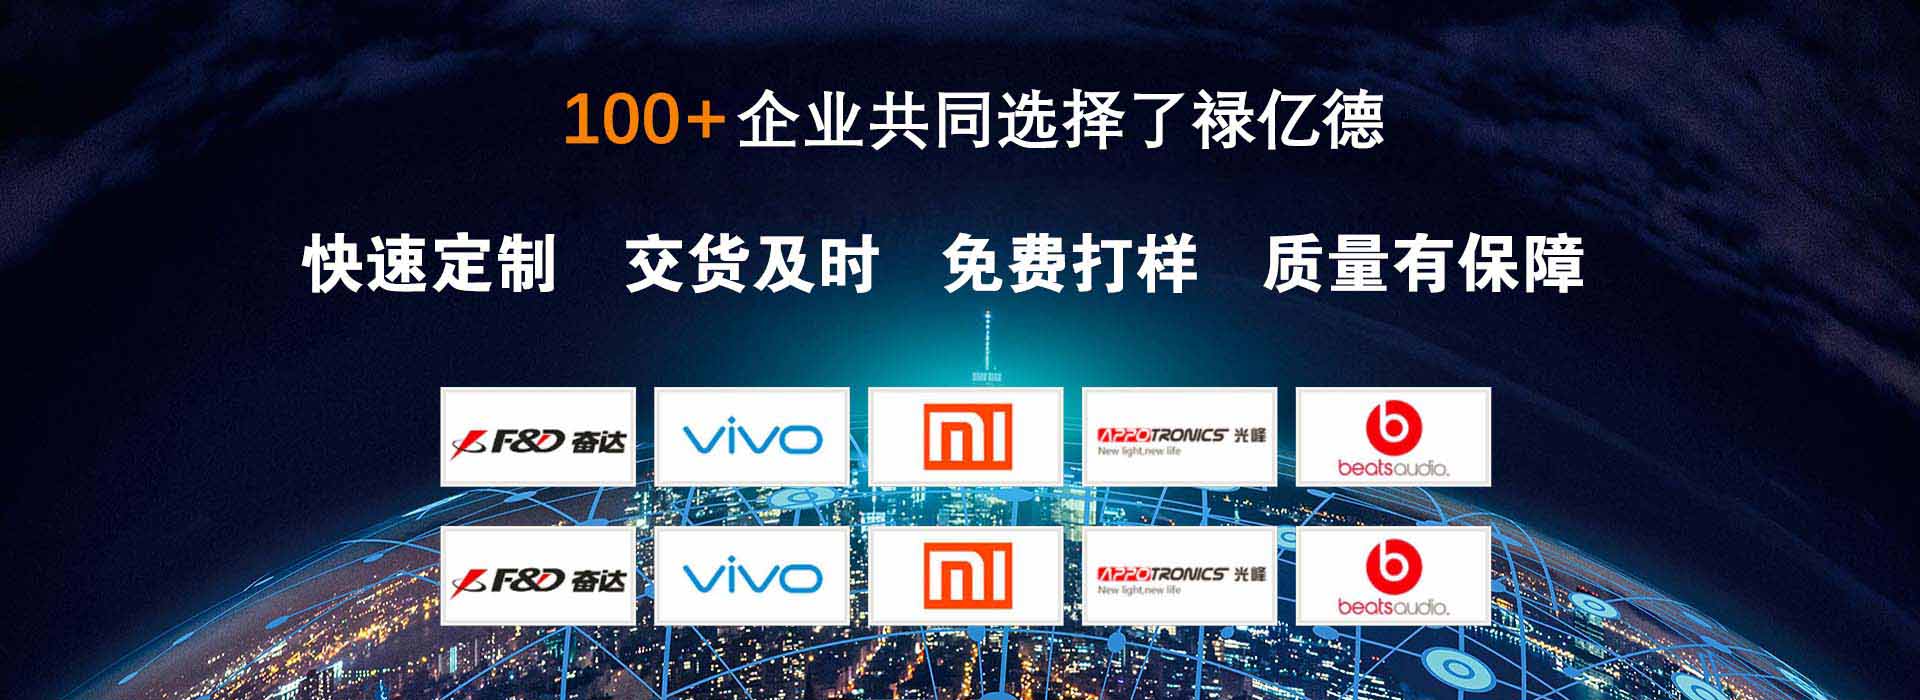 100+企业共同选择了禄亿德
快速定制 交货及时 免费打样 质量有保障
F&D 奋达 vivo mi APPOTRONICS 光峰 b
New light,new life beatsaudio.
F&D 奋达 vivo mi APPOTRONICS 光峰 b
New light,new life beatsaudio.